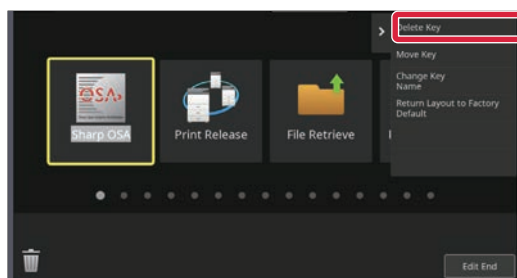 Delete Key
Move Key
Change Key
Name
Return Layout to Factory
Default
OSA
Sharp OSA
Print Release
File Retrieve
Edit End